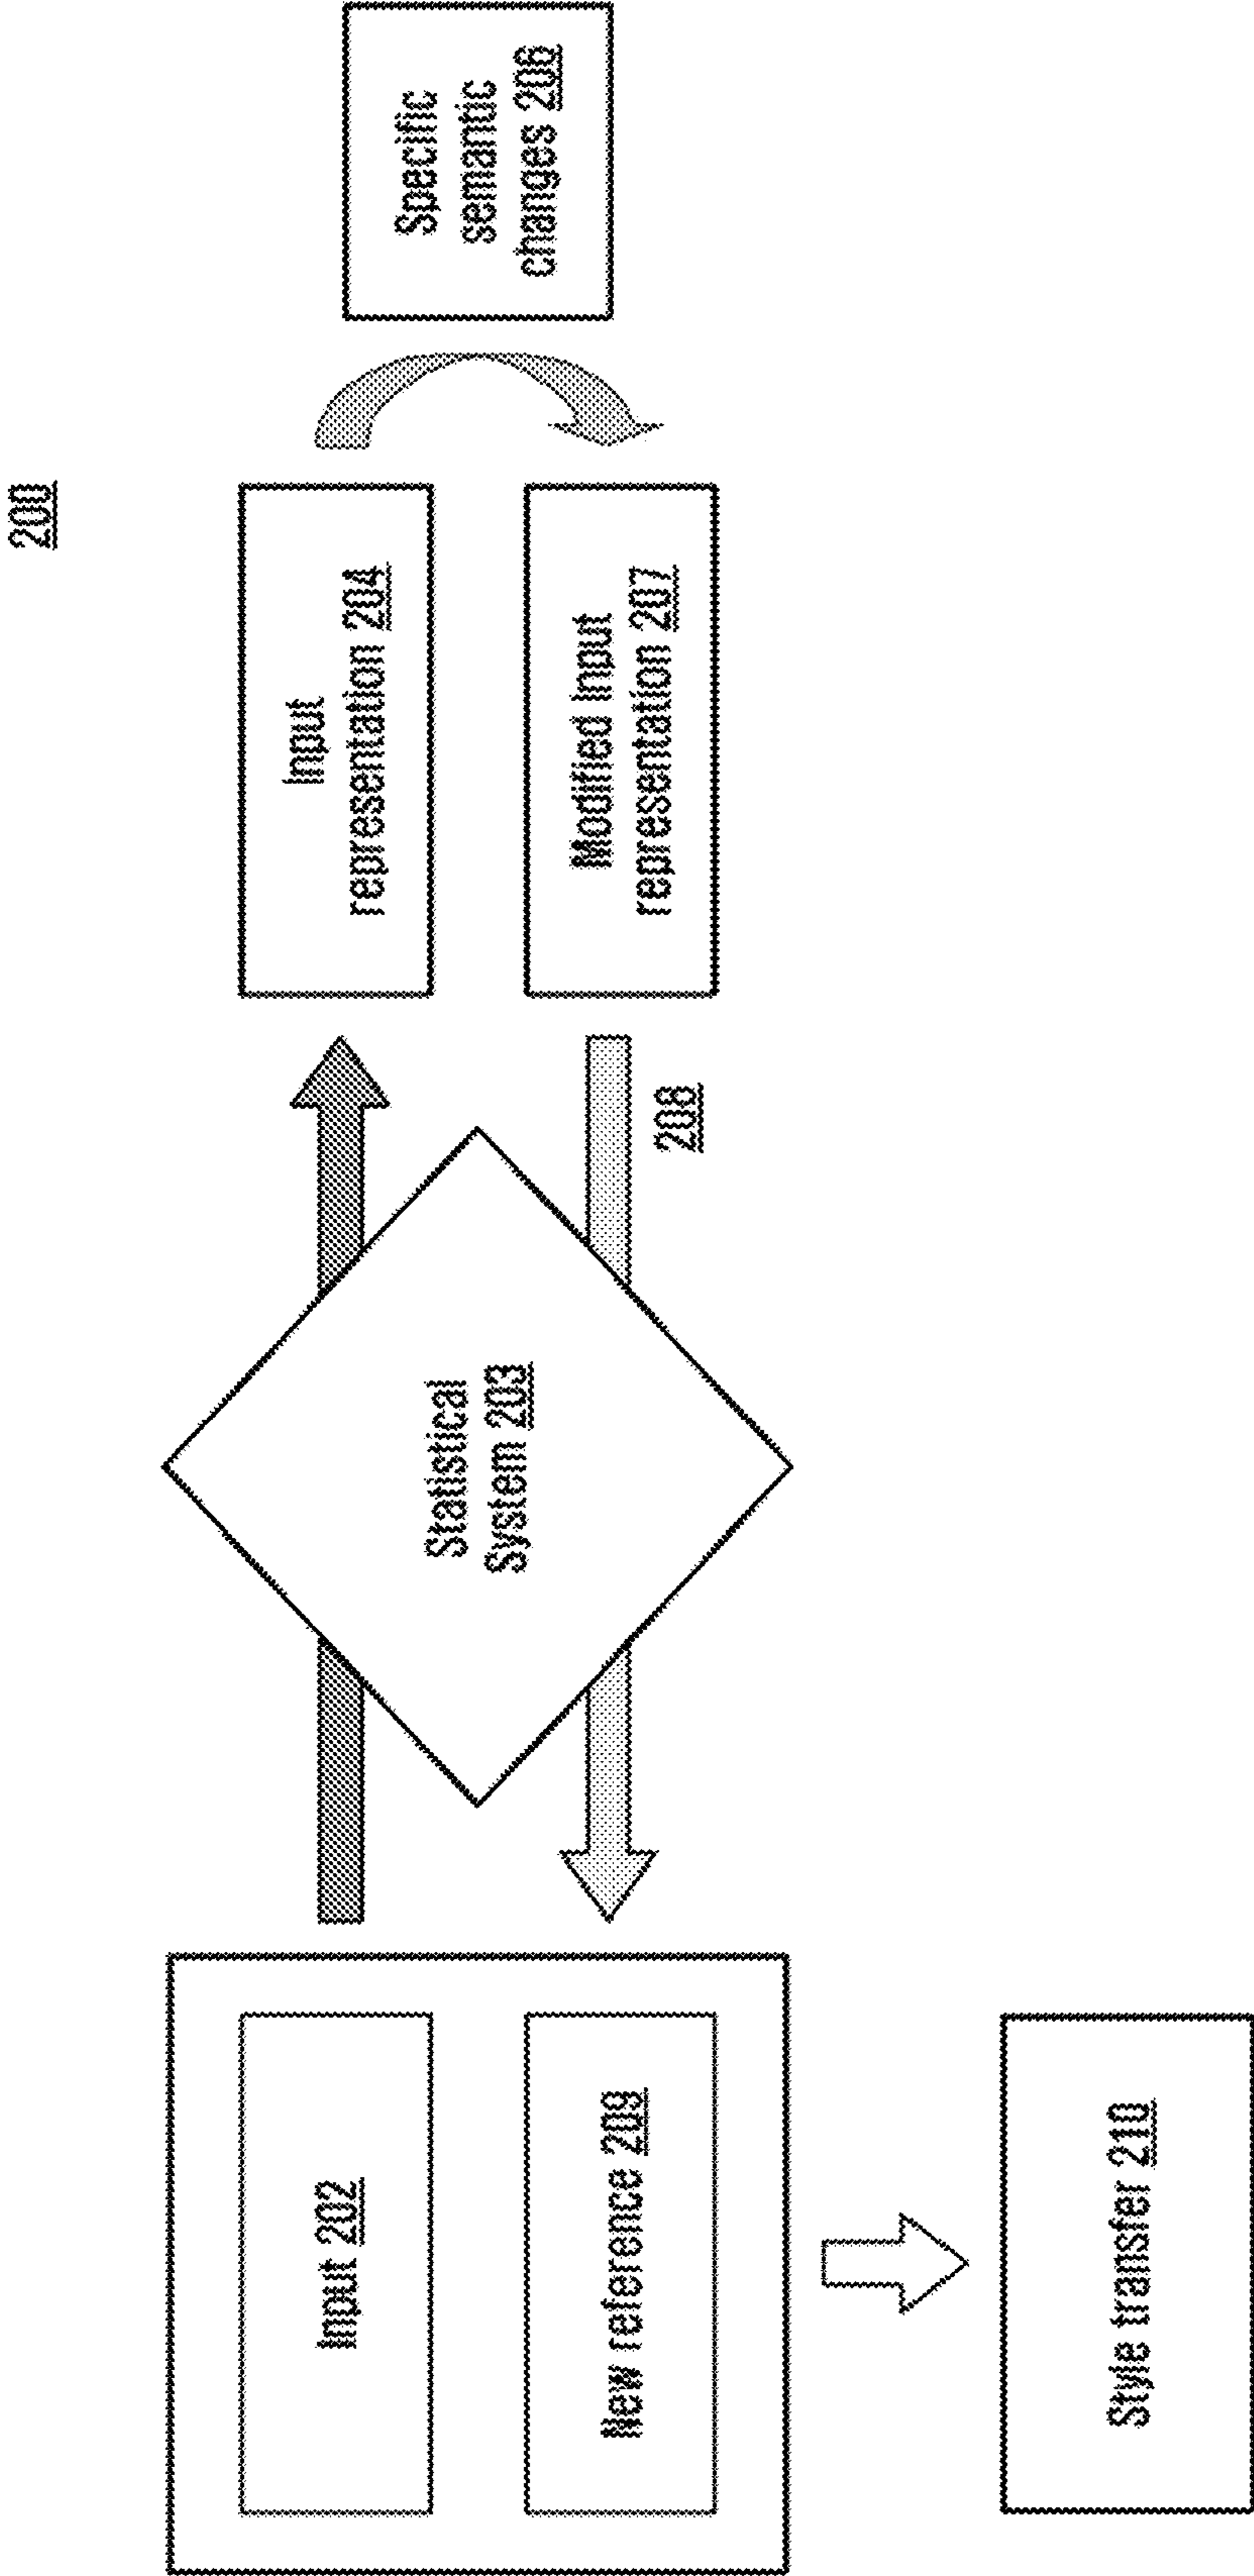 200
Input 202
New reference 209
Statistical
System 203
208
Input
representation 204
Modified Input
representation 207
Specific
semantic
changes 206
Style transfer 210